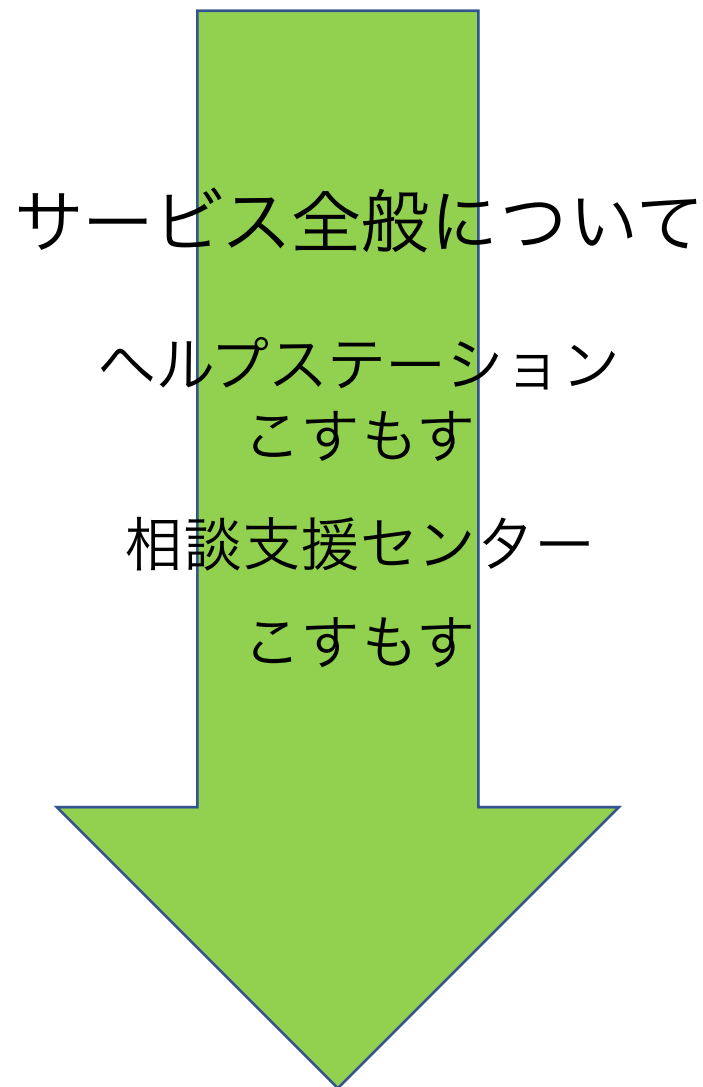 サービス全般について
ヘルプステーション
こすもす
相談支援センター
こすもす